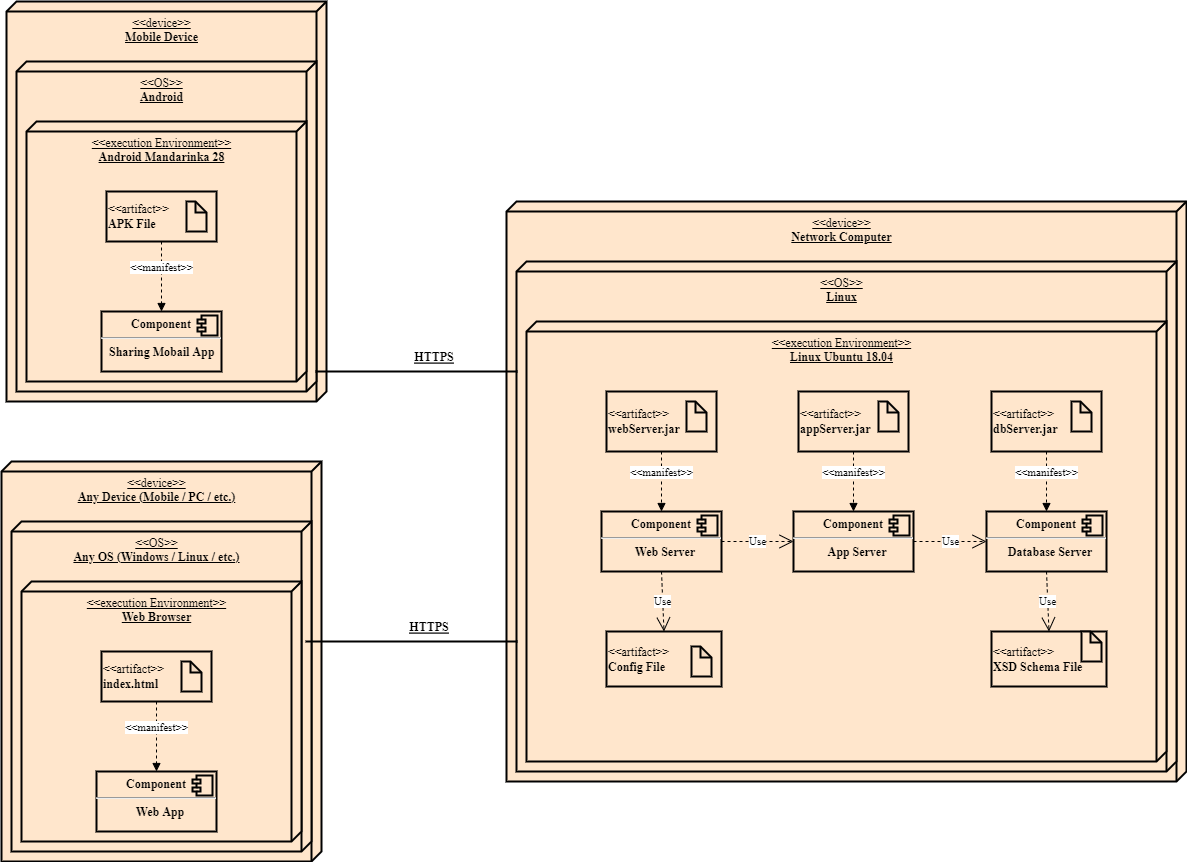 <<device>>
Mobile Device
<<OS>>
Android
<<execution Environment>>
Android Mandarinka 28
<<artifact>>
APK File
<<manifest>>
Component
Sharing Mobail App
HTTPS
<<device>>
Network Computer
<<OS>>
Linux
<<execution Environment>>
Linux Ubuntu 18.04
<<artifact>>
webServer.jar
<<artifact>>
appServer.jar
<<artifact>>
dbServer.jar
<<manifest>>
<<manifest>>
<<manifest>>
Component
Web Server
Use
Component
App Server
Use
Component
Database Server
Use
Use
<<artifact>>
Config File
<<artifact>>
XSD Schema File
<<device>>
Any Device (Mobile / PC / etc.)
<<OS>>
Any OS (Windows / Linux / etc.)
<<execution Environment>>
Web Browser
<<artifact>>
index.html
<<manifest>>
Component
Web App
HTTPS